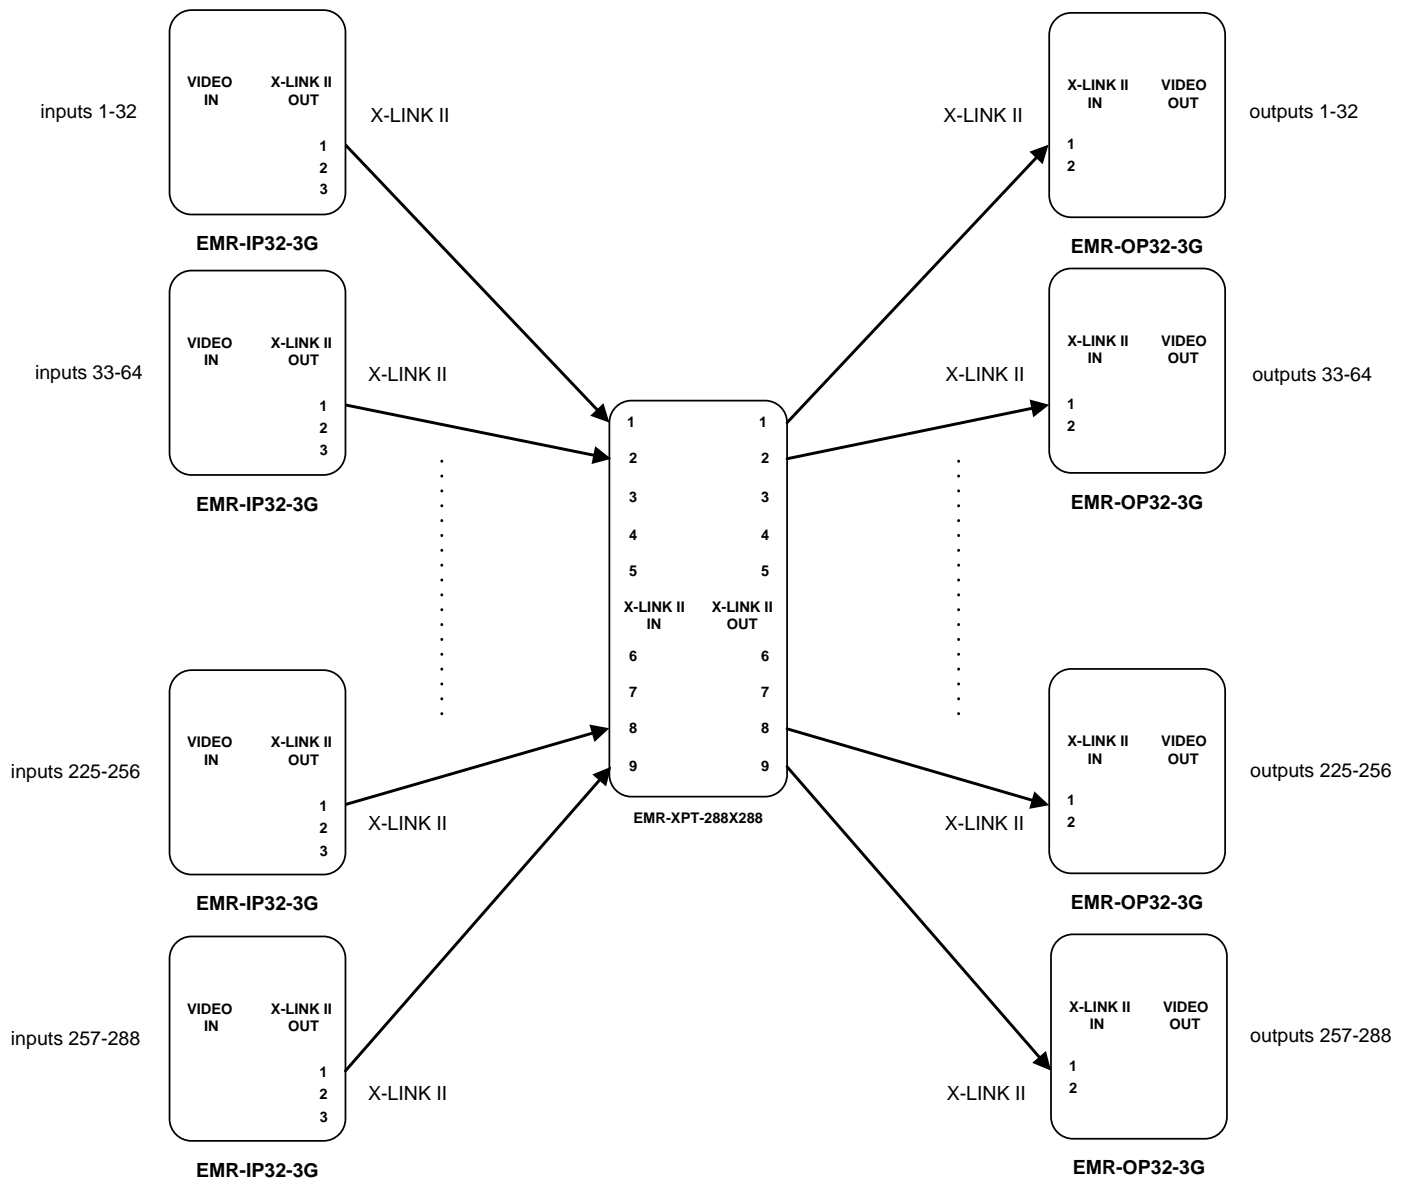 inputs 1-32
VIDEO
IN
X-LINK II
OUT
1
2
3
EMR-IP32-3G
X-LINK II
inputs 33-64
VIDEO
IN
X-LINK II
OUT
1
2
3
EMR-IP32-3G
X-LINK II
inputs 225-256
VIDEO
IN
X-LINK II
OUT
1
2
3
EMR-IP32-3G
X-LINK II
inputs 257-288
VIDEO
IN
X-LINK II
OUT
1
2
3
EMR-IP32-3G
X-LINK II
1
2
3
4
5
X-LINK II
IN
6
7
8
9
1
2
3
4
5
X-LINK II
OUT
6
7
8
9
EMR-XPT-288X288
X-LINK II
X-LINK II
IN
1
2
VIDEO
OUT
outputs 1-32
EMR-OP32-3G
X-LINK II
X-LINK II
IN
1
2
VIDEO
OUT
outputs 33-64
EMR-OP32-3G
X-LINK II
X-LINK II
IN
1
2
VIDEO
OUT
outputs 225-256
EMR-OP32-3G
X-LINK II
X-LINK II
IN
1
2
VIDEO
OUT
outputs 257-288
EMR-OP32-3G